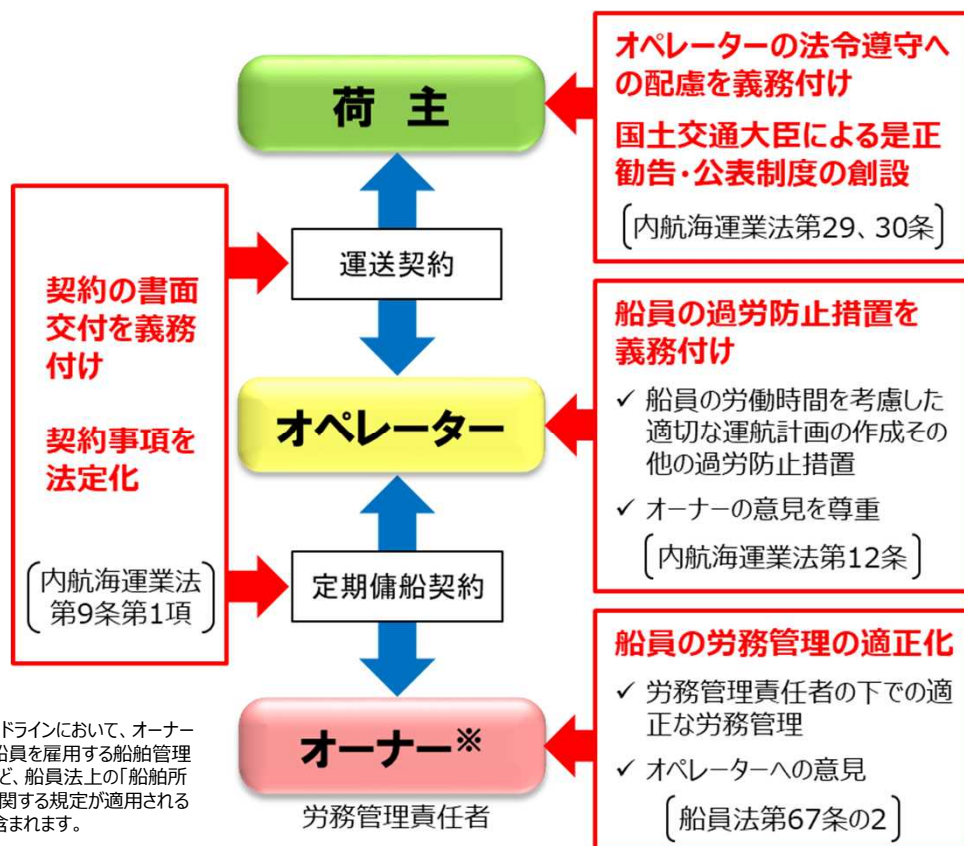 荷 主
オペレーターの法令遵守へ
の配慮を義務付け
国土交通大臣による是正
勧告・公表制度の創設
内航海運業法第29、30条
契約の書面
交付を義務
付け
契約事項を
法定化
内航海運業法
第9条第1項
運送契約
オペレーター
船員の過労防止措置を
義務付け
✓ 船員の労働時間を考慮した
適切な運航計画の作成その
他の過労防止措置
✓ オーナーの意見を尊重
内航海運業法第12条
定期傭船契約
オーナー※
労務管理責任者
船員の労務管理の適正化
✓ 労務管理責任者の下での適
正な労務管理
✓ オペレーターへの意見
船員法第67条の2
ドラインにおいて、オーナー
船員を雇用する船舶管理
ど、船員法上の「船舶所
関する規定が適用される
含まれます。